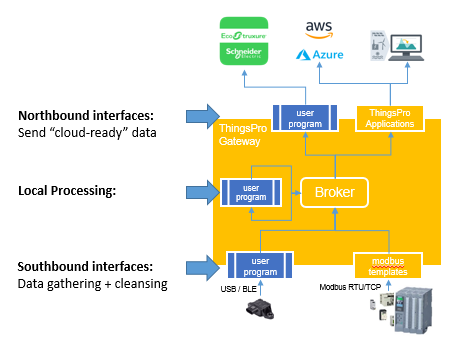 EcoStruxure
Schneider
Electric
aws
Azure
Northbound interfaces:
Send “cloud-ready” data
user
program
ThingsPro
Applications
ThingsPro
Gateway
Local Processing:
user
program
Broker
Southbound interfaces:
Data gathering + cleansing
user
program
modbus
templates
USB / BLE
Modbus RTU/TCP